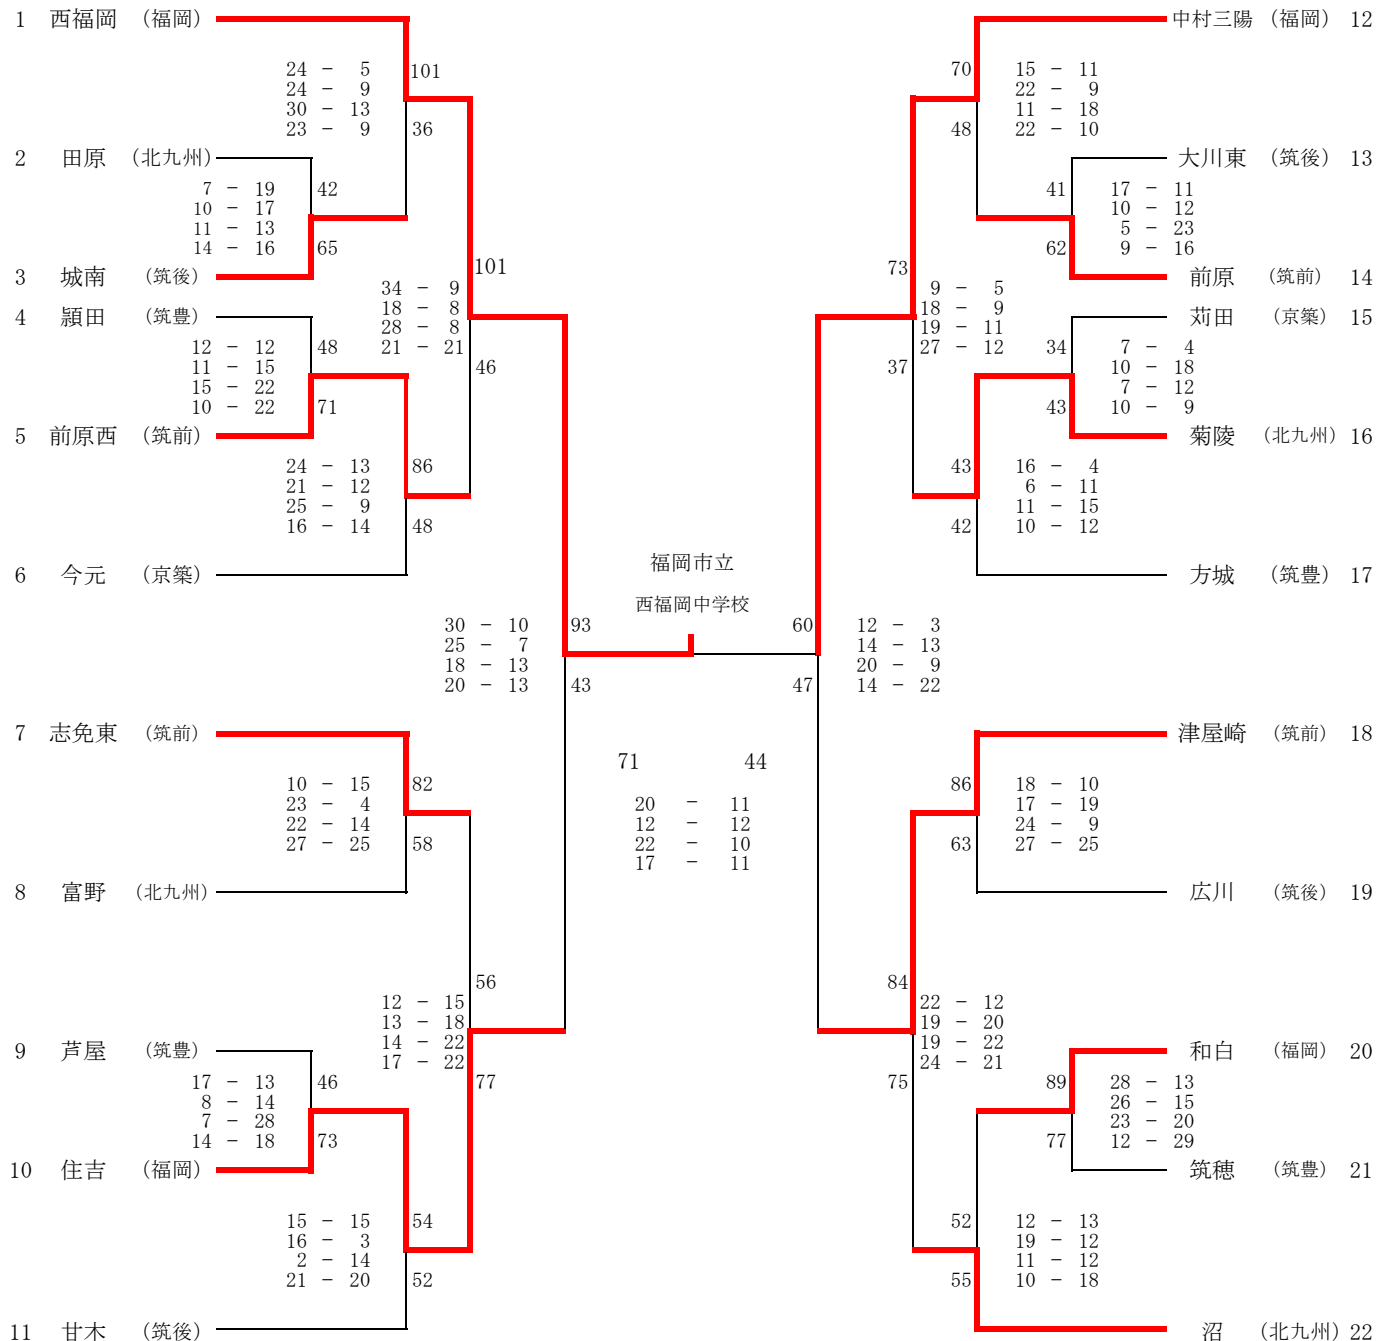 1 西福岡 (福岡)
24 － 5
24 － 9
30 － 13
23 － 9
101
36
2 田原 (北九州)
7 － 19
10 － 17
11 － 13
14 － 16
42
65
3 城南 (筑後)
34 － 9
18 － 8
28 － 8
21 － 21
101
46
4 頴田 (筑豊)
12 － 12
11 － 15
15 － 22
10 － 22
48
71
5 前原西 (筑前)
24 － 13
21 － 12
25 － 9
16 － 14
86
48
6 今元 (京築)
30 － 10
25 － 7
18 － 13
20 － 13
93
43
7 志免東 (筑前)
10 － 15
23 － 4
22 － 14
27 － 25
82
58
8 富野 (北九州)
12 － 15
13 － 18
14 － 22
17 － 22
56
77
9 芦屋 (筑豊)
17 － 13
8 － 14
7 － 28
14 － 18
46
73
10 住吉 (福岡)
15 － 15
16 － 3
2 － 14
21 － 20
54
52
11 甘木 (筑後)
福岡市立
西福岡中学校
71 44
20 － 11
12 － 12
22 － 10
17 － 11
中村三陽 (福岡) 12
70
48
15 － 11
22 － 9
11 － 18
22 － 10
大川東 (筑後) 13
41
62
17 － 11
10 － 12
5 － 23
9 － 16
前原 (筑前) 14
73
37
9 － 5
18 － 9
19 － 11
27 － 12
苅田 (京築) 15
34
43
7 － 4
10 － 18
7 － 12
10 － 9
菊陵 (北九州) 16
43
42
16 － 4
6 － 11
11 － 15
10 － 12
方城 (筑豊) 17
60
47
12 － 3
14 － 13
20 － 9
14 － 22
津屋崎 (筑前) 18
86
63
18 － 10
17 － 19
24 － 9
27 － 25
広川 (筑後) 19
84
75
22 － 12
19 － 20
19 － 22
24 － 21
和白 (福岡) 20
89
77
28 － 13
26 － 15
23 － 20
12 － 29
筑穂 (筑豊) 21
52
55
12 － 13
19 － 12
11 － 12
10 － 18
沼 (北九州) 22